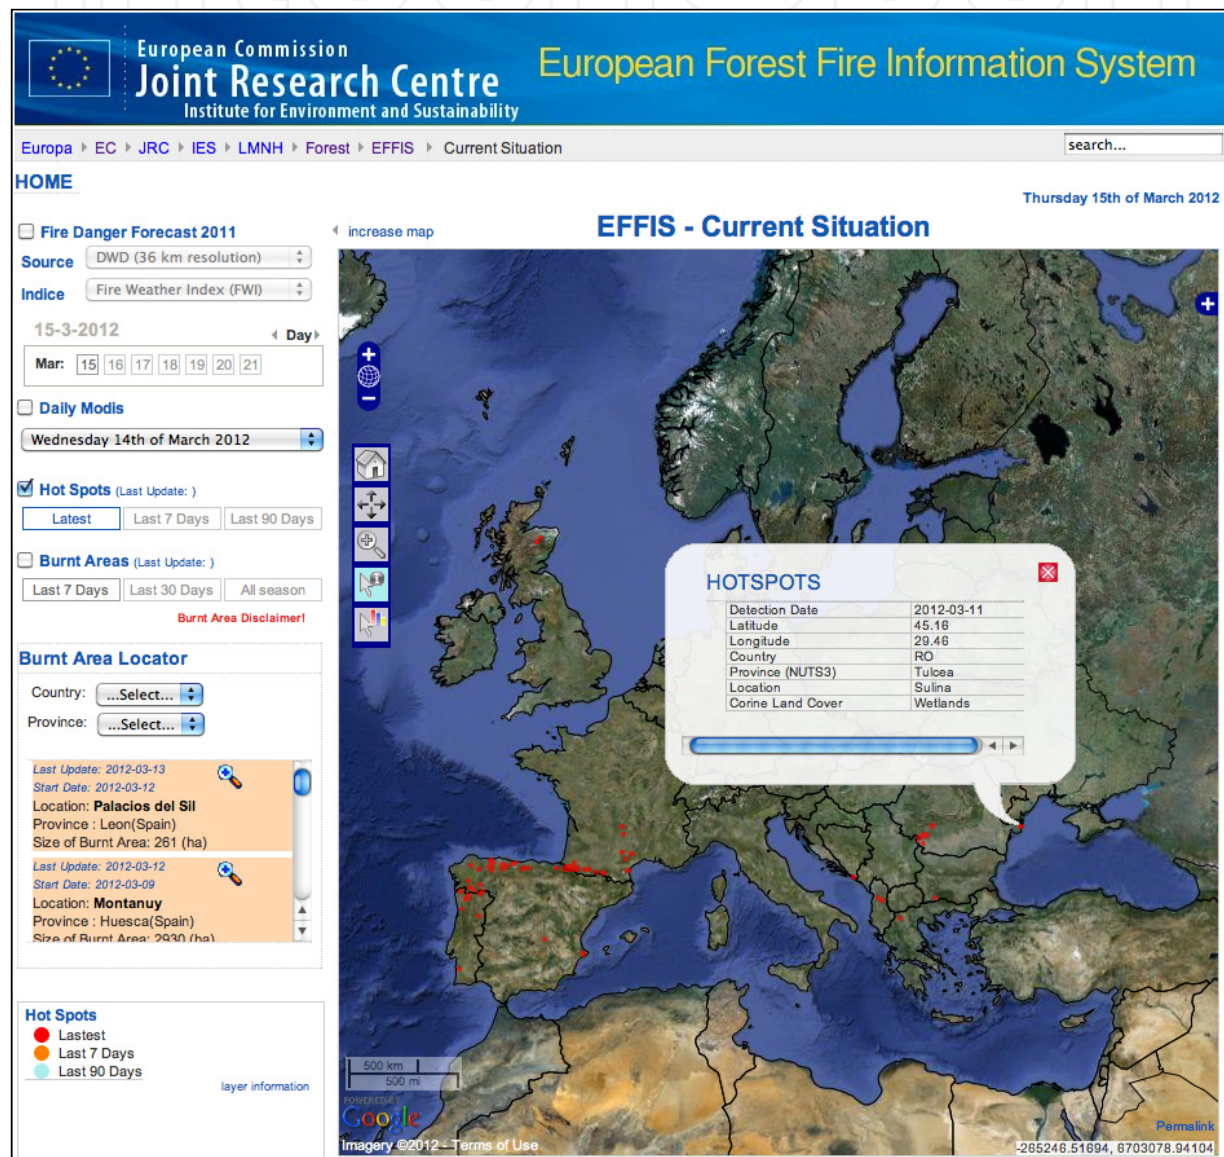 European Commission
Joint Research Centre
Institute for Environment and Sustainability
European Forest Fire Information System
Europa EC JRC IES LMNH Forest EFFIS Current Situation
search...
HOME
Thursday 15th of March 2012
Fire Danger Forecast 2011
Source DWD (36 km resolution)
Indice Fire Weather Index (FWI)
15-3-2012 Day
Mar: 15 16 17 18 19 20 21
Daily Modis
Wednesday 14th of March 2012
Hot Spots (Last Update: )
Latest Last 7 Days Last 90 Days
Burnt Areas (Last Update: )
Last 7 Days Last 30 Days All season
Burnt Area Disclaimer!
Burnt Area Locator
Country: ...Select...
Province: ...Select...
Last Update: 2012-03-13
Start Date: 2012-03-12
Location: Palacios del Sil
Province : Leon(Spain)
Size of Burnt Area: 261 (ha)
Last Update: 2012-03-12
Start Date: 2012-03-09
Location: Montanuy
Province : Huesca(Spain)
Size of Burnt Area: 2930 (ha)
Hot Spots
Lastest
Last 7 Days
Last 90 Days
layer information
increase map
EFFIS - Current Situation
HOTSPOTS
Detection Date 2012-03-11
Latitude 45.16
Longitude 29.46
Country RO
Province (NUTS3) Tulcea
Location Sulina
Corine Land Cover Wetlands
500 km
500 mi
POWERED BY
Google
Imagery ©2012 - Terms of Use
Permalink
-265246.51694, 6703078.94104